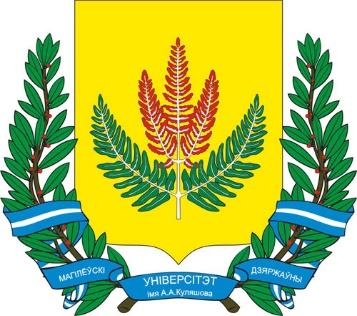 МАГІЛЁЎСКІ
ДЗЯРЖАЎНЫ
УНІВЕРСІТЭТ
імя А.А.Куляшова